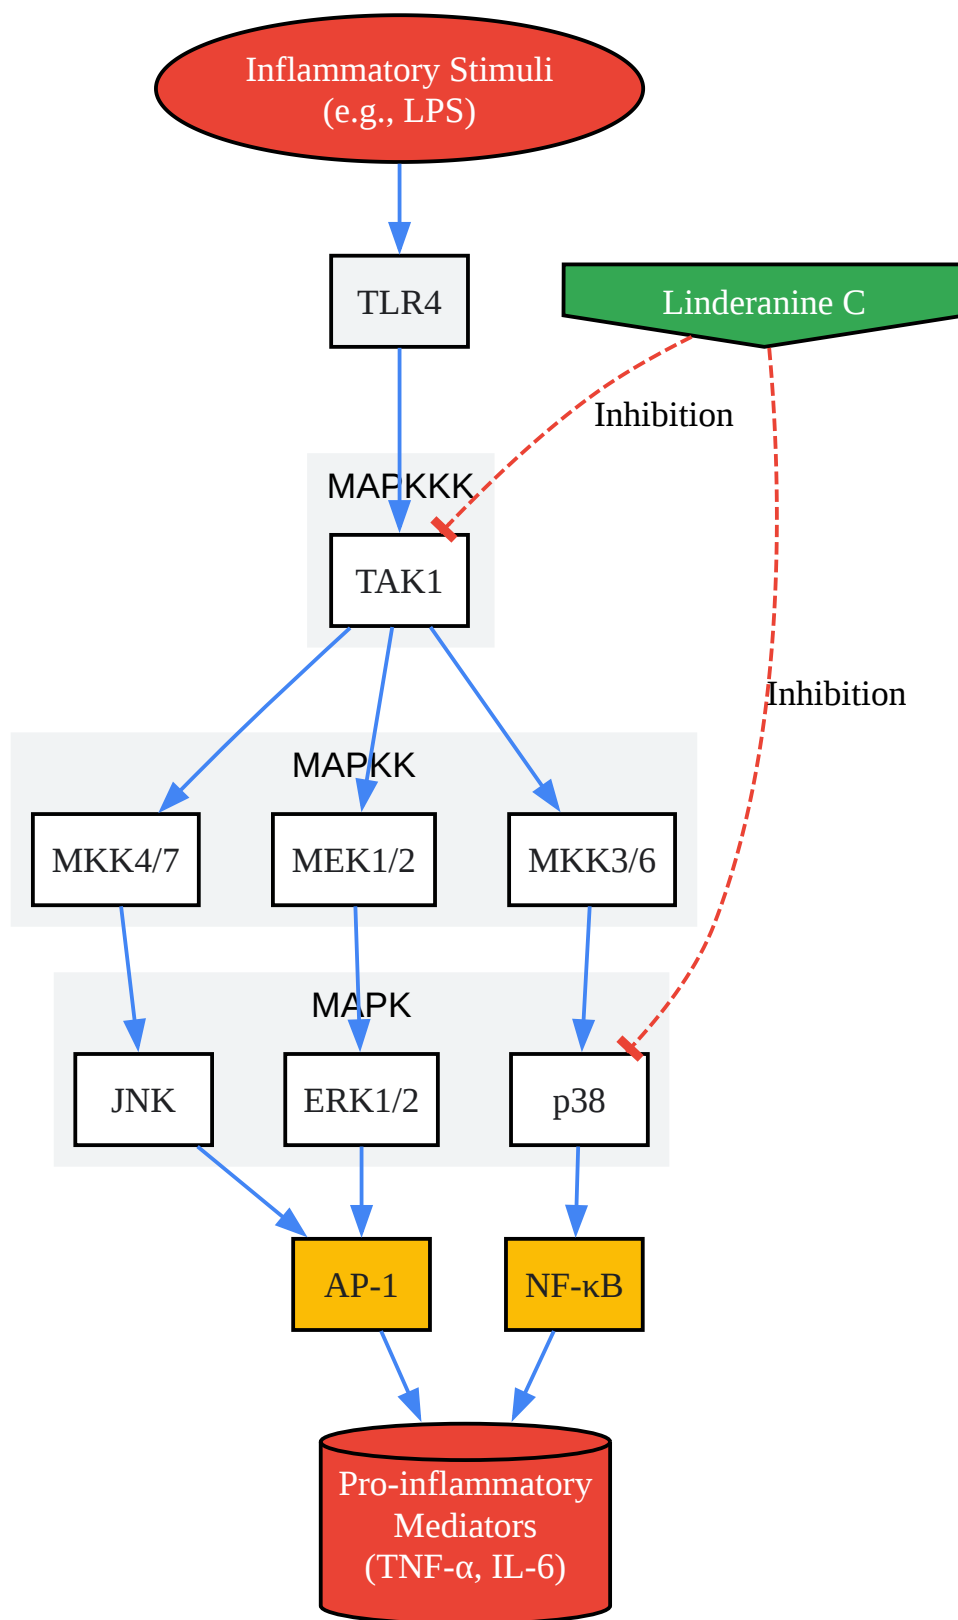 Inflammatory Stimuli
(e.g., LPS)
TLR4
Linderanine C
Inhibition
MAPKKK
TAK1
Inhibition
MAPKK
MKK4/7
MEK1/2
MKK3/6
MAPK
JNK
ERK1/2
p38
AP-1
NF-κB
Pro-inflammatory
Mediators
(TNF-α, IL-6)